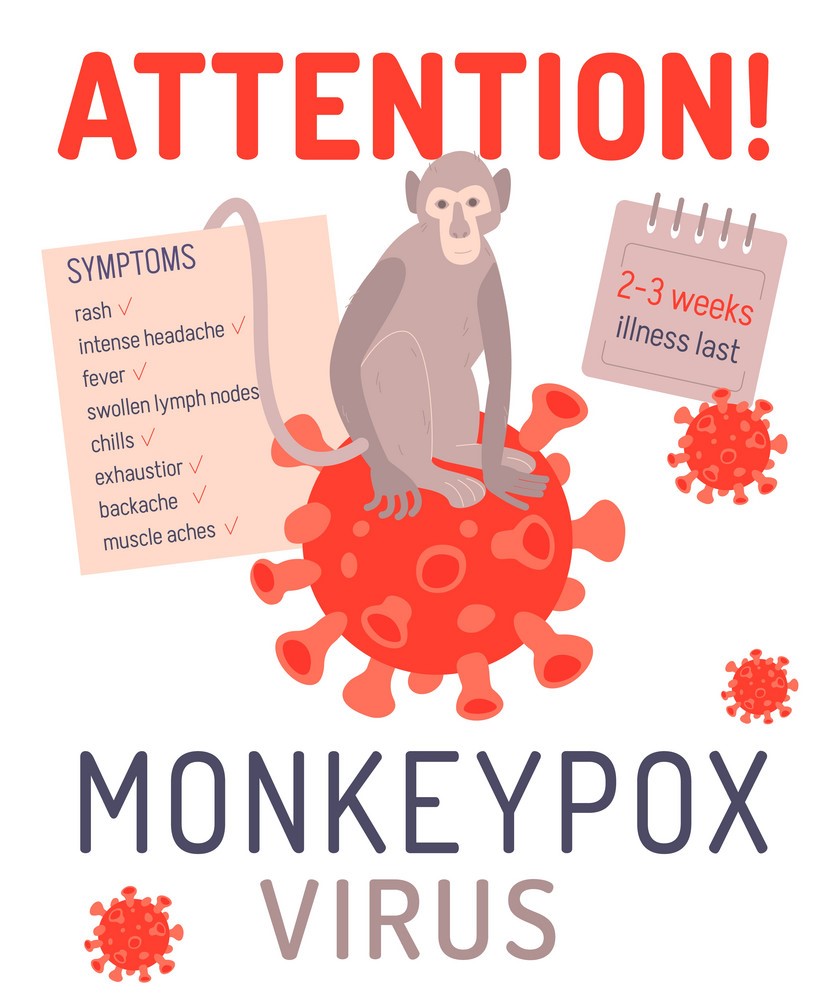 ATTENTION!
SYMPTOMS
rash ✓
intense headache ✓
fever ✓
swollen lymph nodes
chills ✓
exhaustior ✓
backache ✓
muscle aches ✓
2-3 weeks
illness last
MONKEYPOX
VIRUS